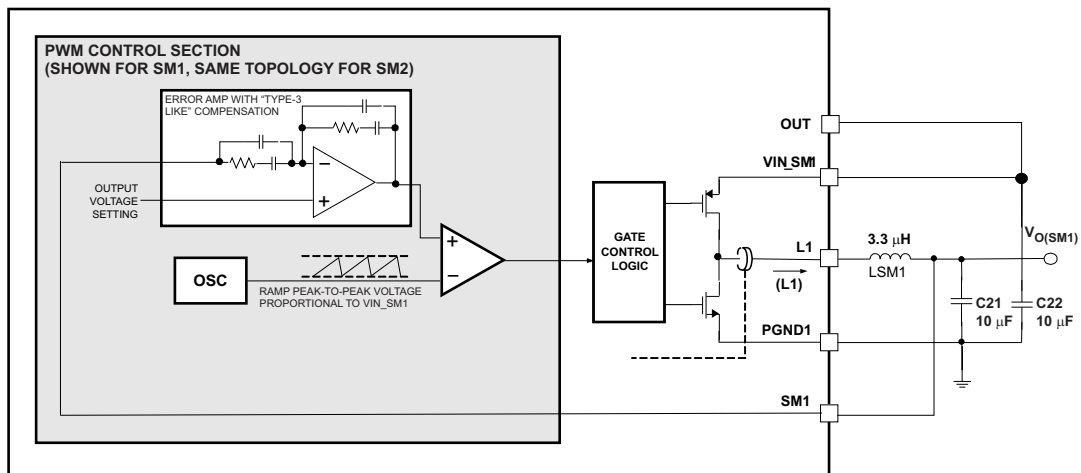 PWM CONTROL SECTION
(SHOWN FOR SM1, SAME TOPOLOGY FOR SM2)
ERROR AMP WITH “TYPE-3
LIKE” COMPENSATION
OUTPUT
VOLTAGE
SETTING
−
+
+
−
OSC
RAMP PEAK-TO-PEAK VOLTAGE
PROPORTIONAL TO VIN_SM1
GATE
CONTROL
LOGIC
OUT
VIN_SM1
L1
(L1)
PGND1
SM1
3.3 μH
LSM1
VO(SM1)
C21
10 μF
C22
10 μF